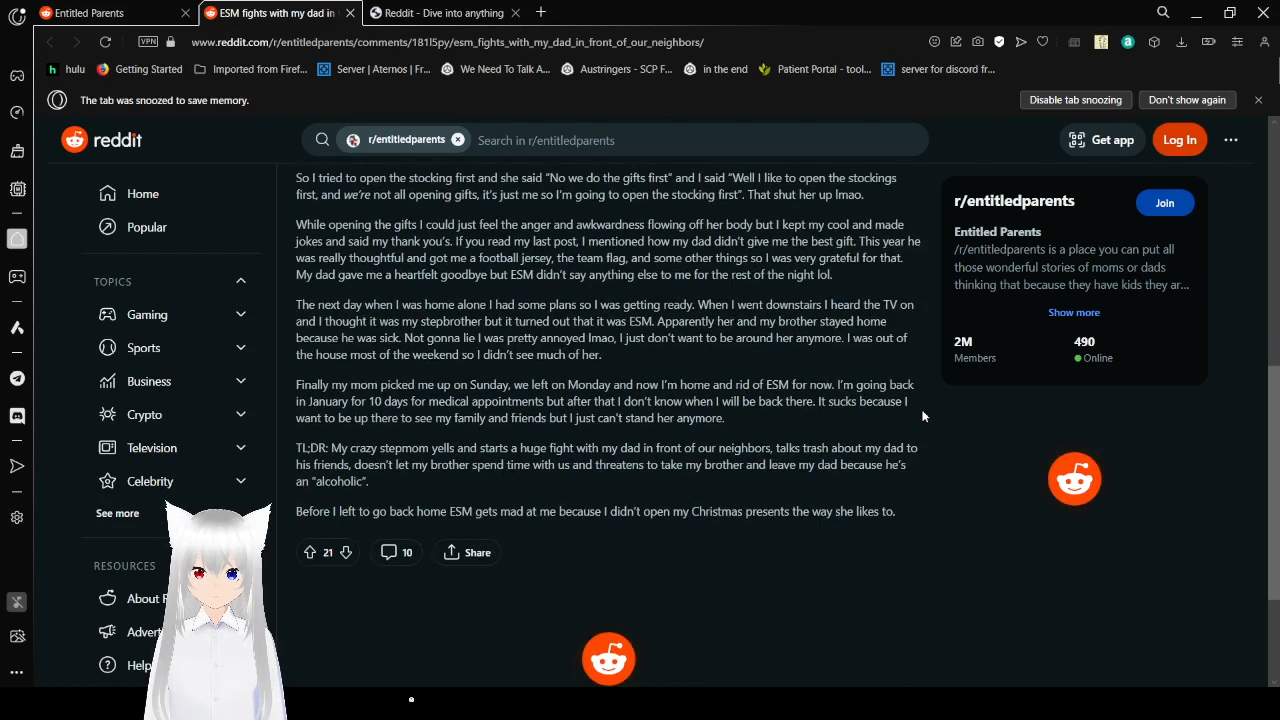 Entitled Parents
ESM fights with my dad in
Reddit - Dive into anything
VPN
www.reddit.com/r/entitledparents/comments/181l5py/esm_fights_with_my_dad_in_front_of_our_neighbors/
hulu
Getting Started
Imported from Firef...
Server | Aternos | Fr...
We Need To Talk A...
Austringers - SCP F...
in the end
Patient Portal - tool...
server for discord fr...
The tab was snoozed to save memory.
Disable tab snoozing
Don't show again
reddit
r/entitledparents
Search in r/entitledparents
Get app
Log In
Home
Popular
TOPICS
Gaming
Sports
Business
Crypto
Television
Celebrity
See more
RESOURCES
About R
Adverti
Help
So I tried to open the stocking first and she said “No we do the gifts first” and I said “Well I like to open the stockings
first, and we’re not all opening gifts, it’s just me so I’m going to open the stocking first”. That shut her up lmao.
While opening the gifts I could just feel the anger and awkwardness flowing off her body but I kept my cool and made
jokes and said my thank you’s. If you read my last post, I mentioned how my dad didn’t give me the best gift. This year he
was really thoughtful and got me a football jersey, the team flag, and some other things so I was very grateful for that.
My dad gave me a heartfelt goodbye but ESM didn’t say anything else to me for the rest of the night lol.
The next day when I was home alone I had some plans so I was getting ready. When I went downstairs I heard the TV on
and I thought it was my stepbrother but it turned out that it was ESM. Apparently her and my brother stayed home
because he was sick. Not gonna lie I was pretty annoyed lmao, I just don’t want to be around her anymore. I was out of
the house most of the weekend so I didn’t see much of her.
Finally my mom picked me up on Sunday, we left on Monday and now I’m home and rid of ESM for now. I’m going back
in January for 10 days for medical appointments but after that I don’t know when I will be back there. It sucks because I
want to be up there to see my family and friends but I just can’t stand her anymore.
TL;DR: My crazy stepmom yells and starts a huge fight with my dad in front of our neighbors, talks trash about my dad to
his friends, doesn’t let my brother spend time with us and threatens to take my brother and leave my dad because he’s
an “alcoholic”.
Before I left to go back home ESM gets mad at me because I didn’t open my Christmas presents the way she likes to.
21
10
Share
r/entitledparents
Join
Entitled Parents
/r/entitledparents is a place you can put all
those wonderful stories of moms or dads
thinking that because they have kids they ar...
Show more
2M
490
Members
Online